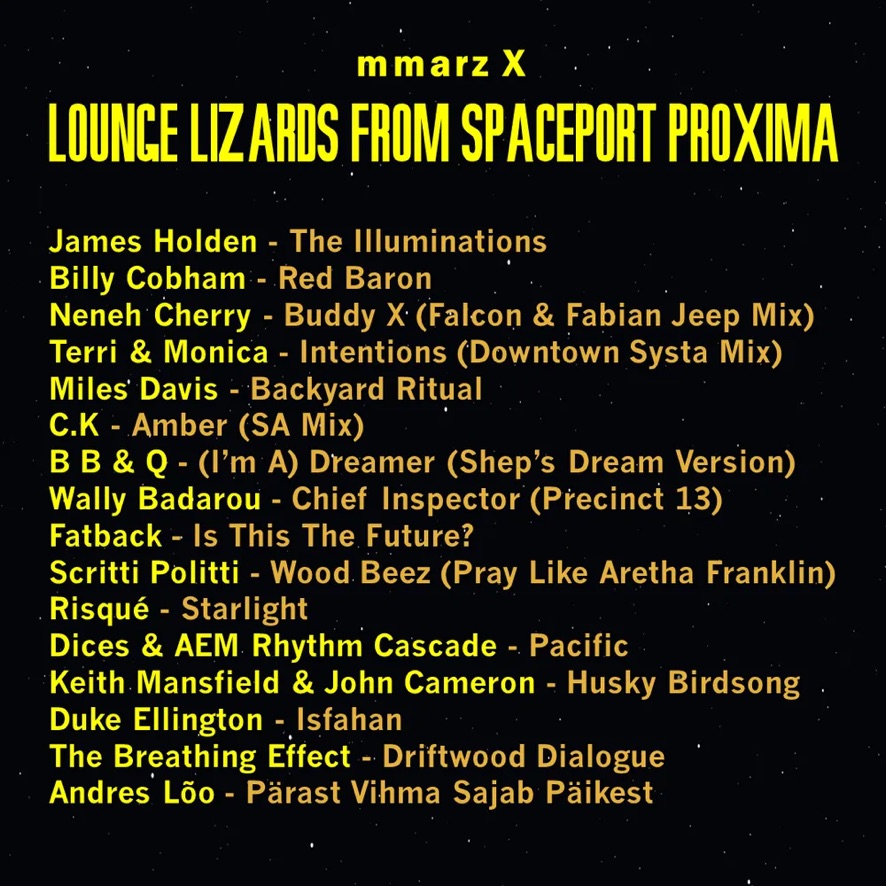 mmarz X
LOUNGE LIZARDS FROM SPACEPORT PROXIMA
James Holden - The Illuminations
Billy Cobham - Red Baron
Neneh Cherry - Buddy X (Falcon & Fabian Jeep Mix)
Terri & Monica - Intentions (Downtown Systa Mix)
Miles Davis - Backyard Ritual
C.K - Amber (SA Mix)
B B & Q - (I'm A) Dreamer (Shep's Dream Version)
Wally Badarou - Chief Inspector (Precinct 13)
Fatback - Is This The Future?
Scritti Politti - Wood Beez (Pray Like Aretha Franklin)
Risqué - Starlight
Dices & AEM Rhythm Cascade - Pacific
Keith Mansfield & John Cameron - Husky Birdsong
Duke Ellington - Isfahan
The Breathing Effect - Driftwood Dialogue
Andres Lõo - Pärast Vihma Sajab Päikest